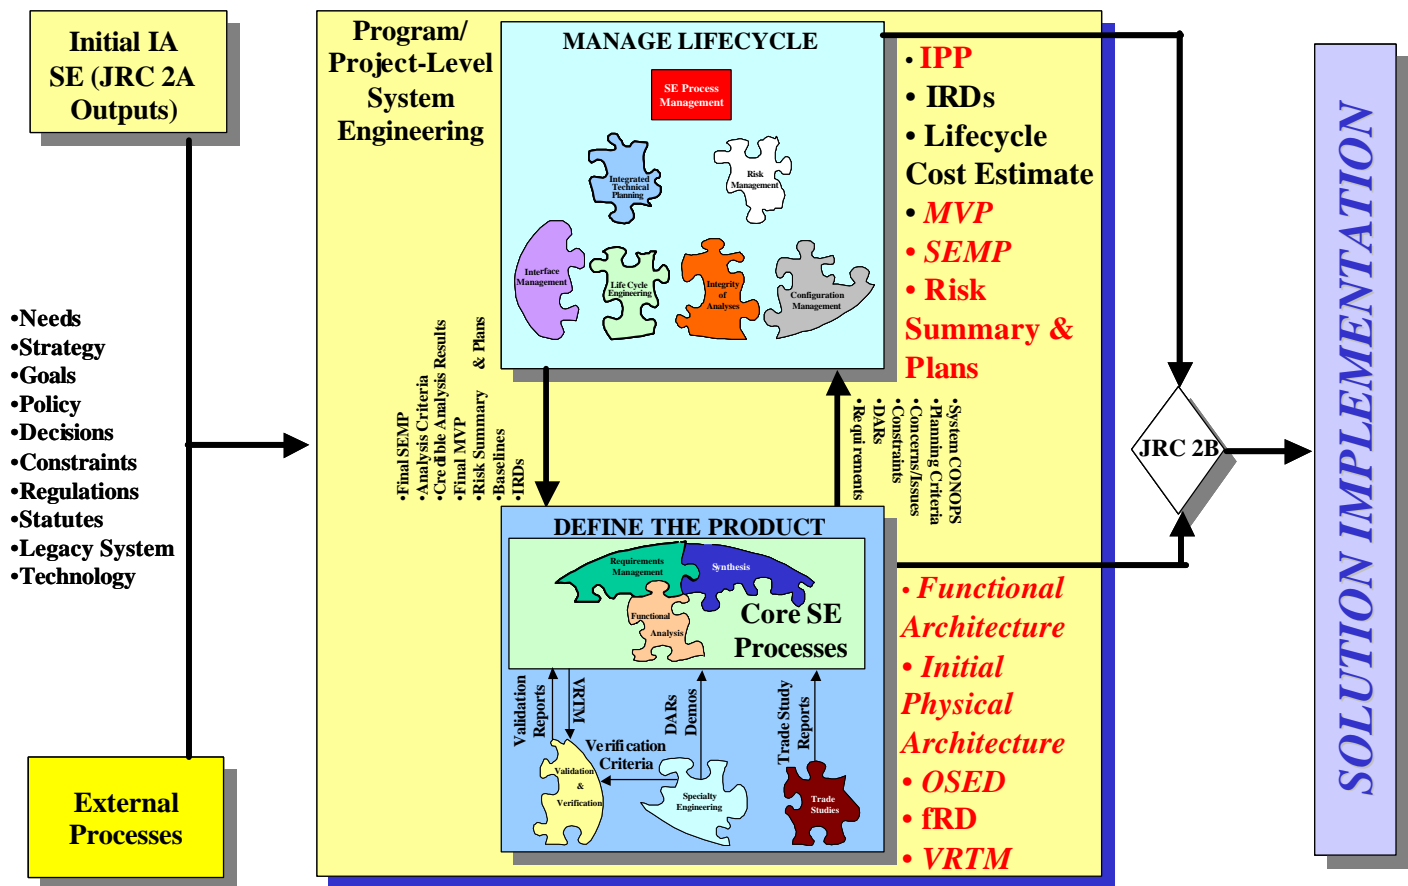 Initial IA
SE (JRC 2A
Outputs)
•Needs
•Strategy
•Goals
•Policy
•Decisions
•Constraints
•Regulations
•Statutes
•Legacy System
•Technology
External
Processes
Program/
Project-Level
System
Engineering
MANAGE LIFECYCLE
SE Process
Management
Integrated
Technical
Planning
Risk
Management
Interface
Management
Life Cycle
Engineering
Integrity
of
Analyses
Configuration
Management
•Final SEMP
•Analysis Criteria
•Credible Analysis Results
•Final MVP
•Risk Summary & Plans
•Baselines
•IRDs
•System CONOPS
•Planning Criteria
•Concerns/Issues
•Constraints
•DARs
•Requirements
DEFINE THE PRODUCT
Requirements
Management
Synthesis
Functional
Analysis
Core SE
Processes
Validation
Reports
VRTM
DARs
Demos
Trade Study
Reports
Verification
Criteria
Validation
&
Verification
Specialty
Engineering
Trade
Studies
• IPP
• IRDs
• Lifecycle
Cost Estimate
• MVP
• SEMP
• Risk
Summary &
Plans
• Functional
Architecture
• Initial
Physical
Architecture
• OSED
• fRD
• VRTM
JRC 2B
SOLUTION IMPLEMENTATION